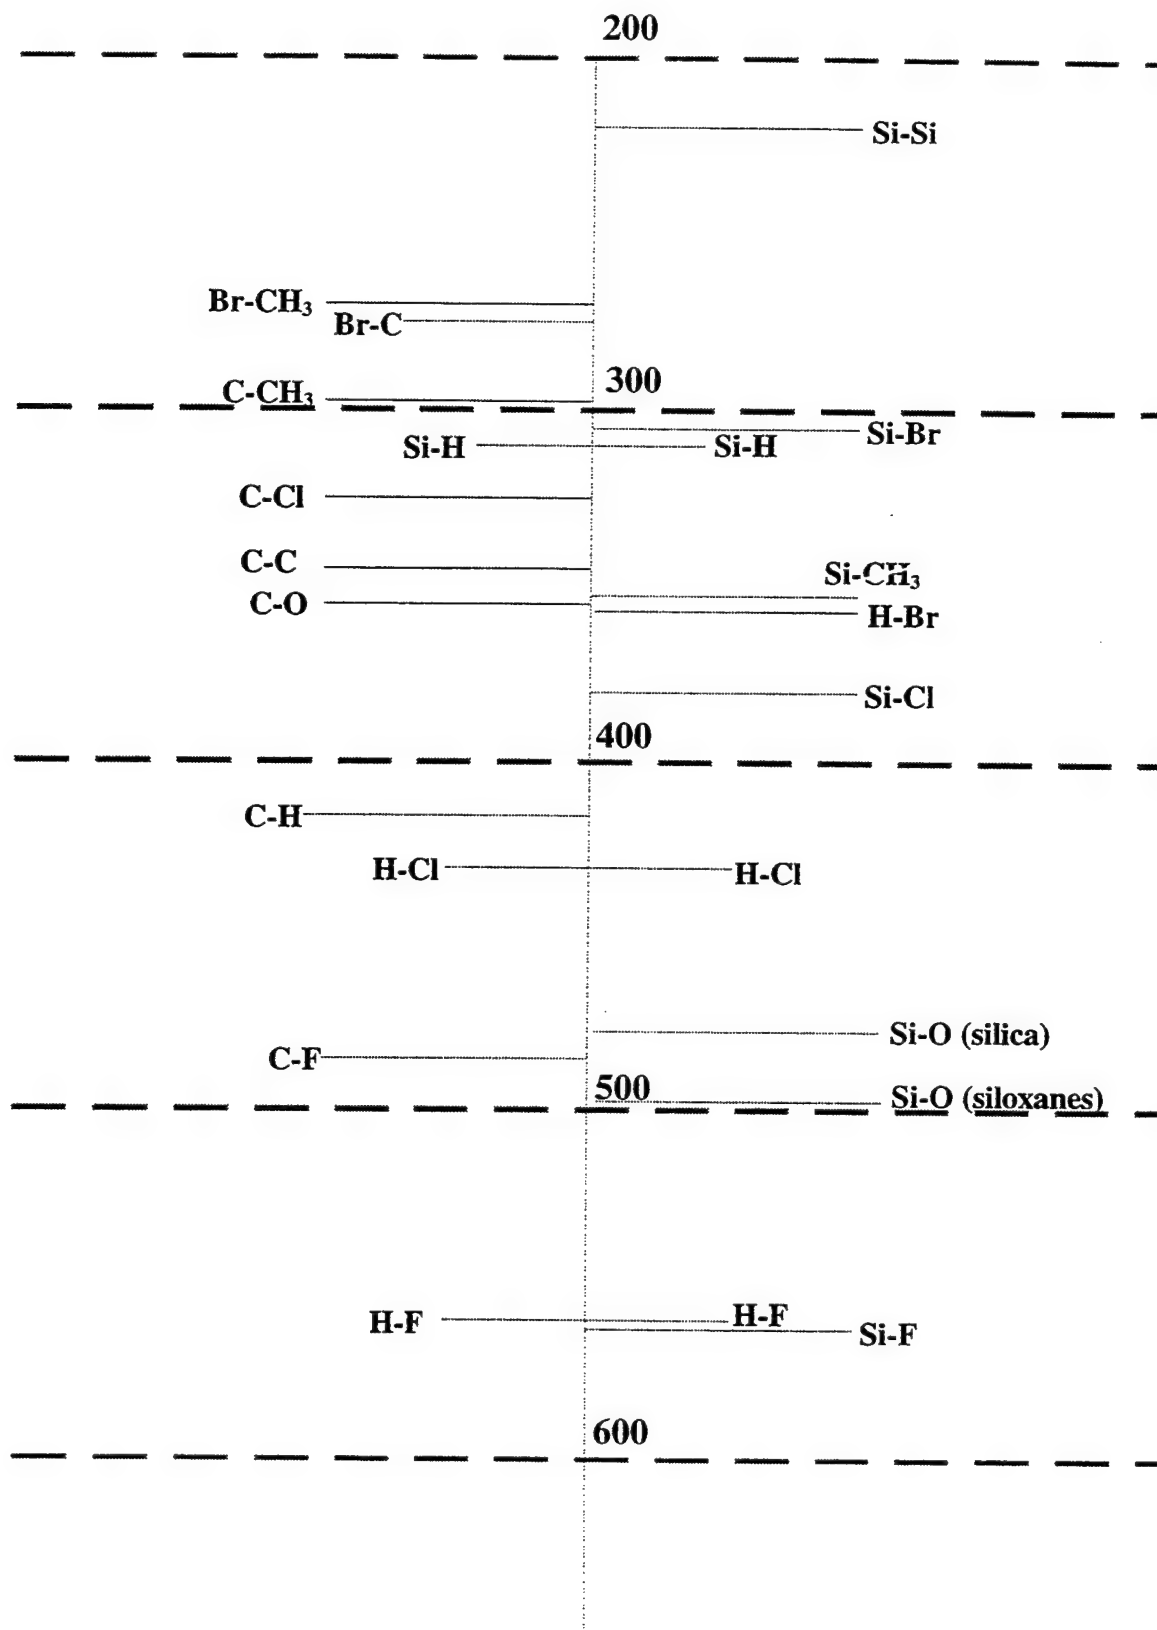 200
Si-Si
Br-CH₃
Br-C
300
C-CH₃
Si-Br
Si-H Si-H
C-Cl
C-C
Si-CH₃
C-O
H-Br
Si-Cl
400
C-H
H-Cl H-Cl
Si-O (silica)
C-F
500
Si-O (siloxanes)
H-F H-F
Si-F
600